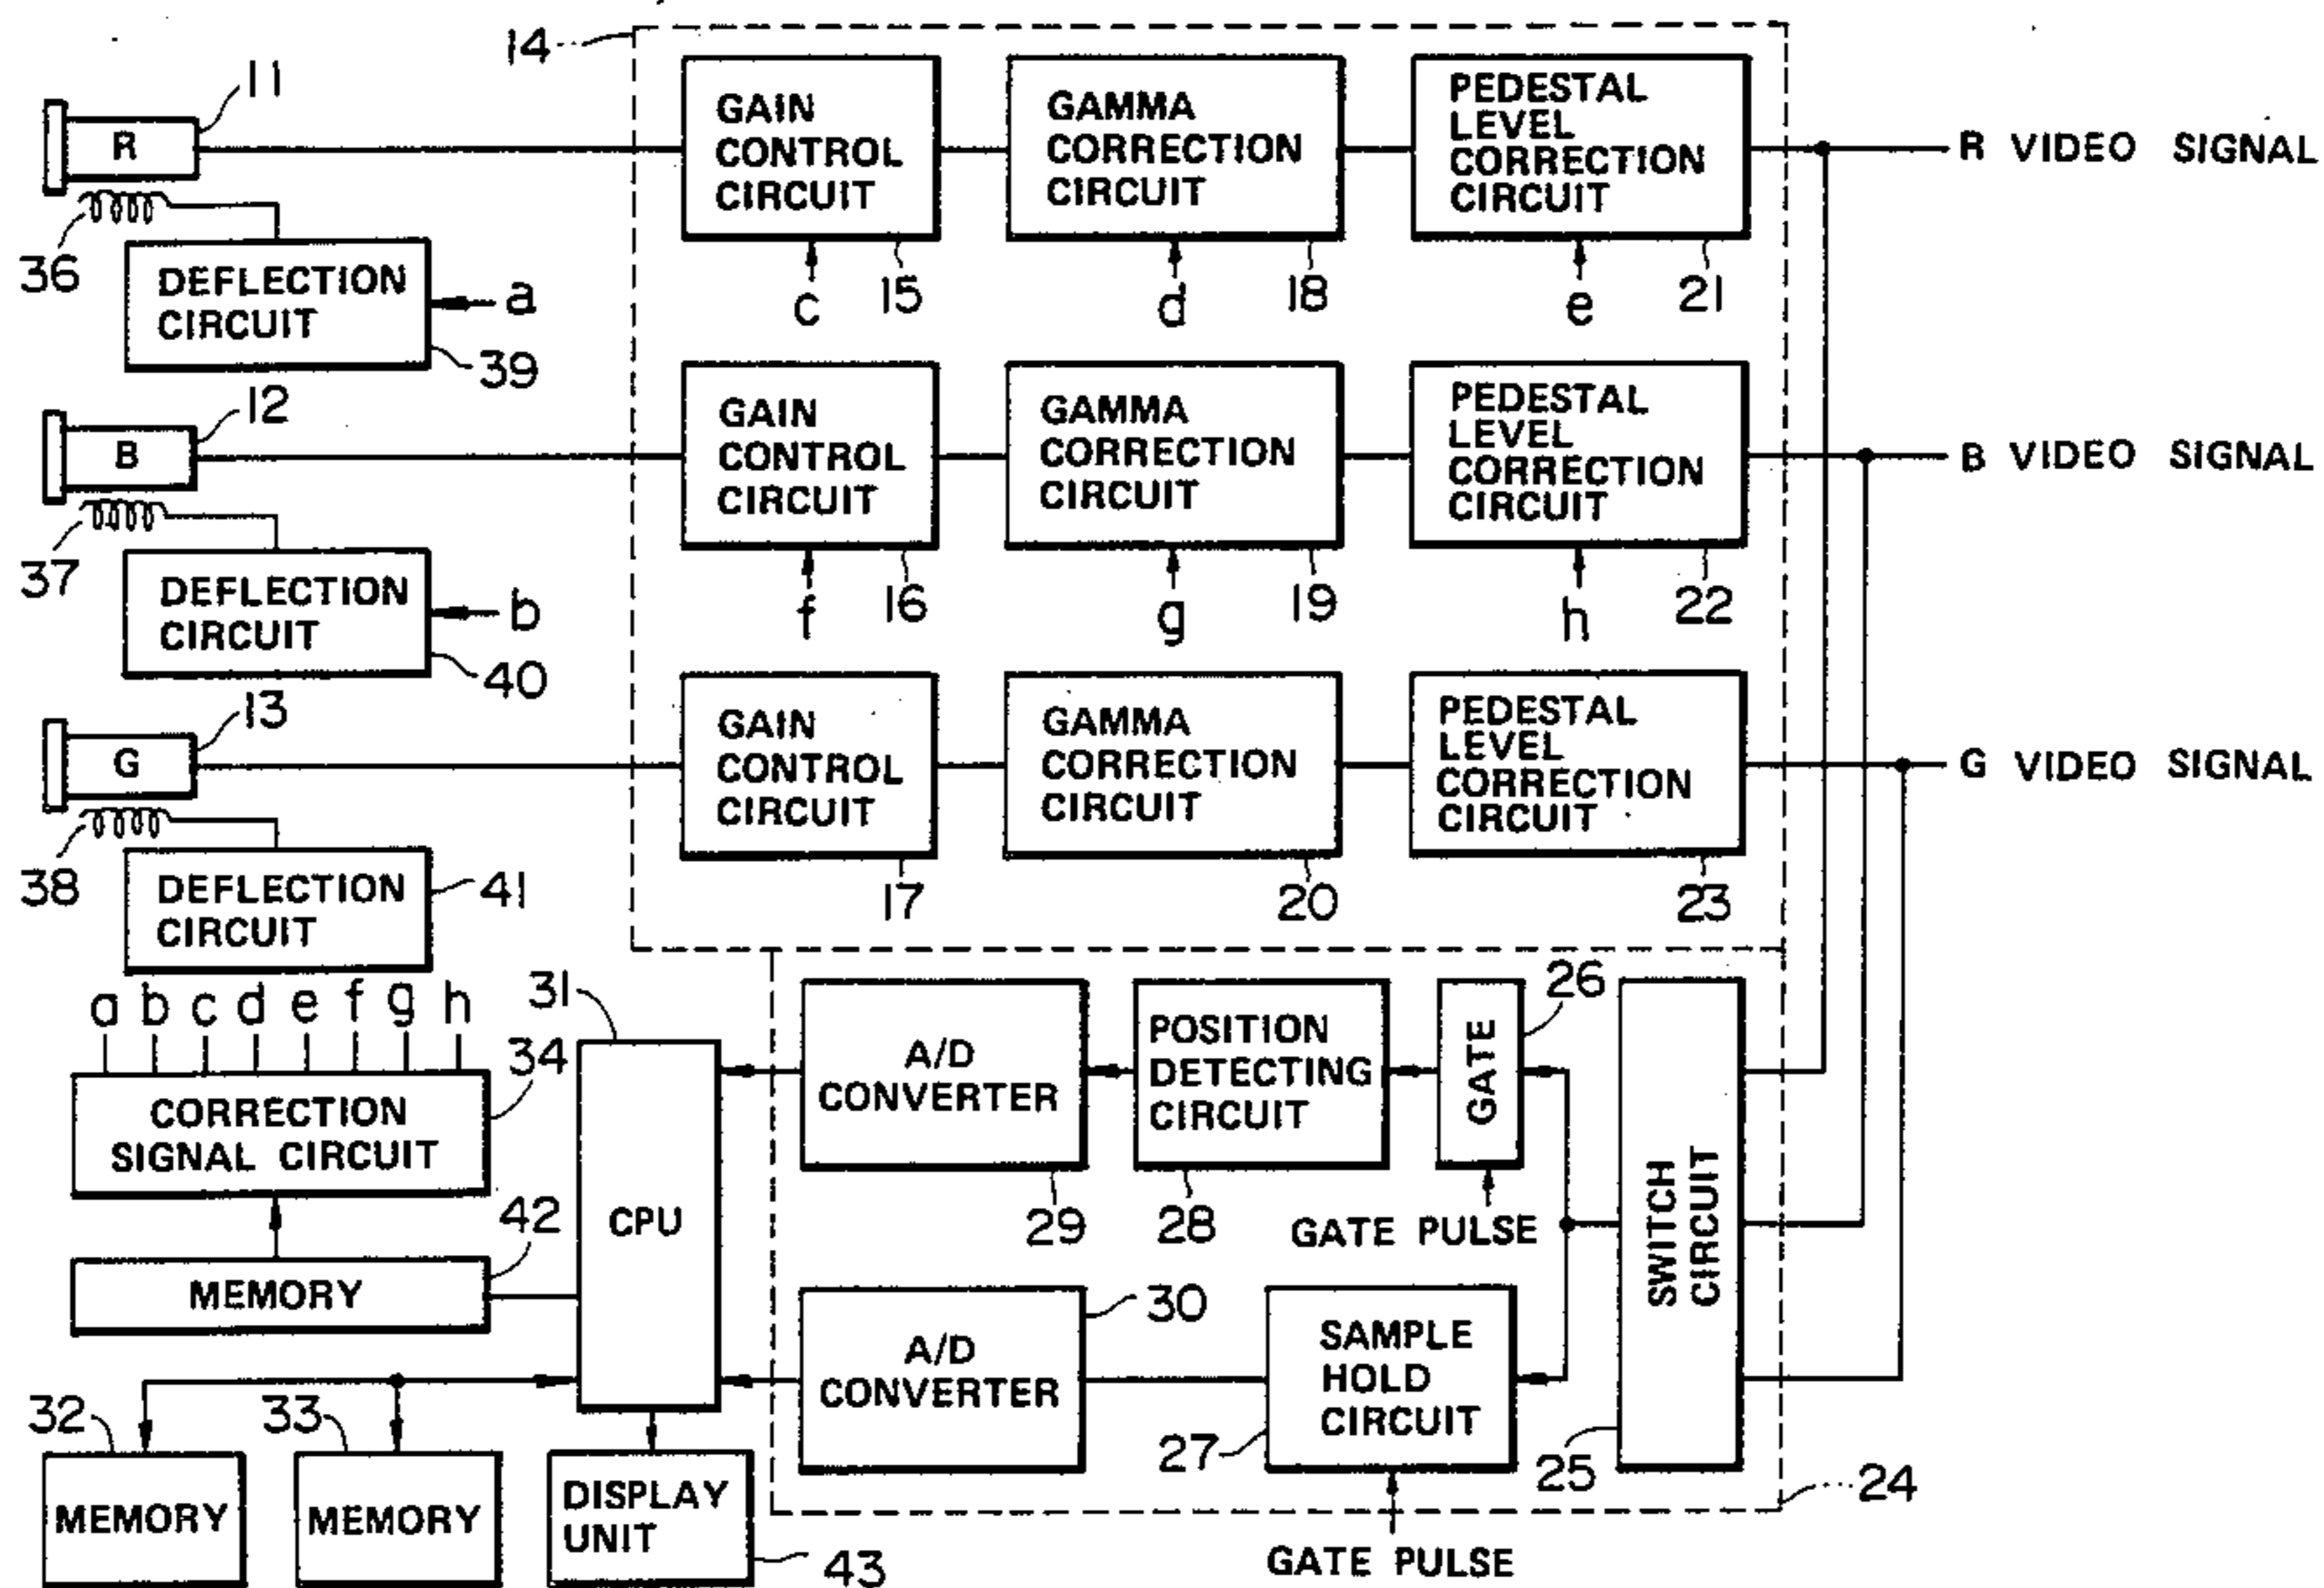 14
11
R
GAIN
CONTROL
CIRCUIT
GAMMA
CORRECTION
CIRCUIT
PEDESTAL
LEVEL
CORRECTION
CIRCUIT
R VIDEO SIGNAL
36
DEFLECTION
CIRCUIT
a
39
c
15
d
18
e
21
12
B
GAIN
CONTROL
CIRCUIT
GAMMA
CORRECTION
CIRCUIT
PEDESTAL
LEVEL
CORRECTION
CIRCUIT
B VIDEO SIGNAL
37
DEFLECTION
CIRCUIT
b
40
f
16
g
19
h
22
13
G
GAIN
CONTROL
CIRCUIT
GAMMA
CORRECTION
CIRCUIT
PEDESTAL
LEVEL
CORRECTION
CIRCUIT
G VIDEO SIGNAL
38
DEFLECTION
CIRCUIT
41
17
20
23
a b c d e f g h
34
CORRECTION
SIGNAL CIRCUIT
31
CPU
A/D
CONVERTER
29
POSITION
DETECTING
CIRCUIT
28
GATE
26
GATE PULSE
SWITCH
CIRCUIT
25
42
MEMORY
A/D
CONVERTER
30
SAMPLE
HOLD
CIRCUIT
27
24
32
MEMORY
33
MEMORY
DISPLAY
UNIT
43
GATE PULSE